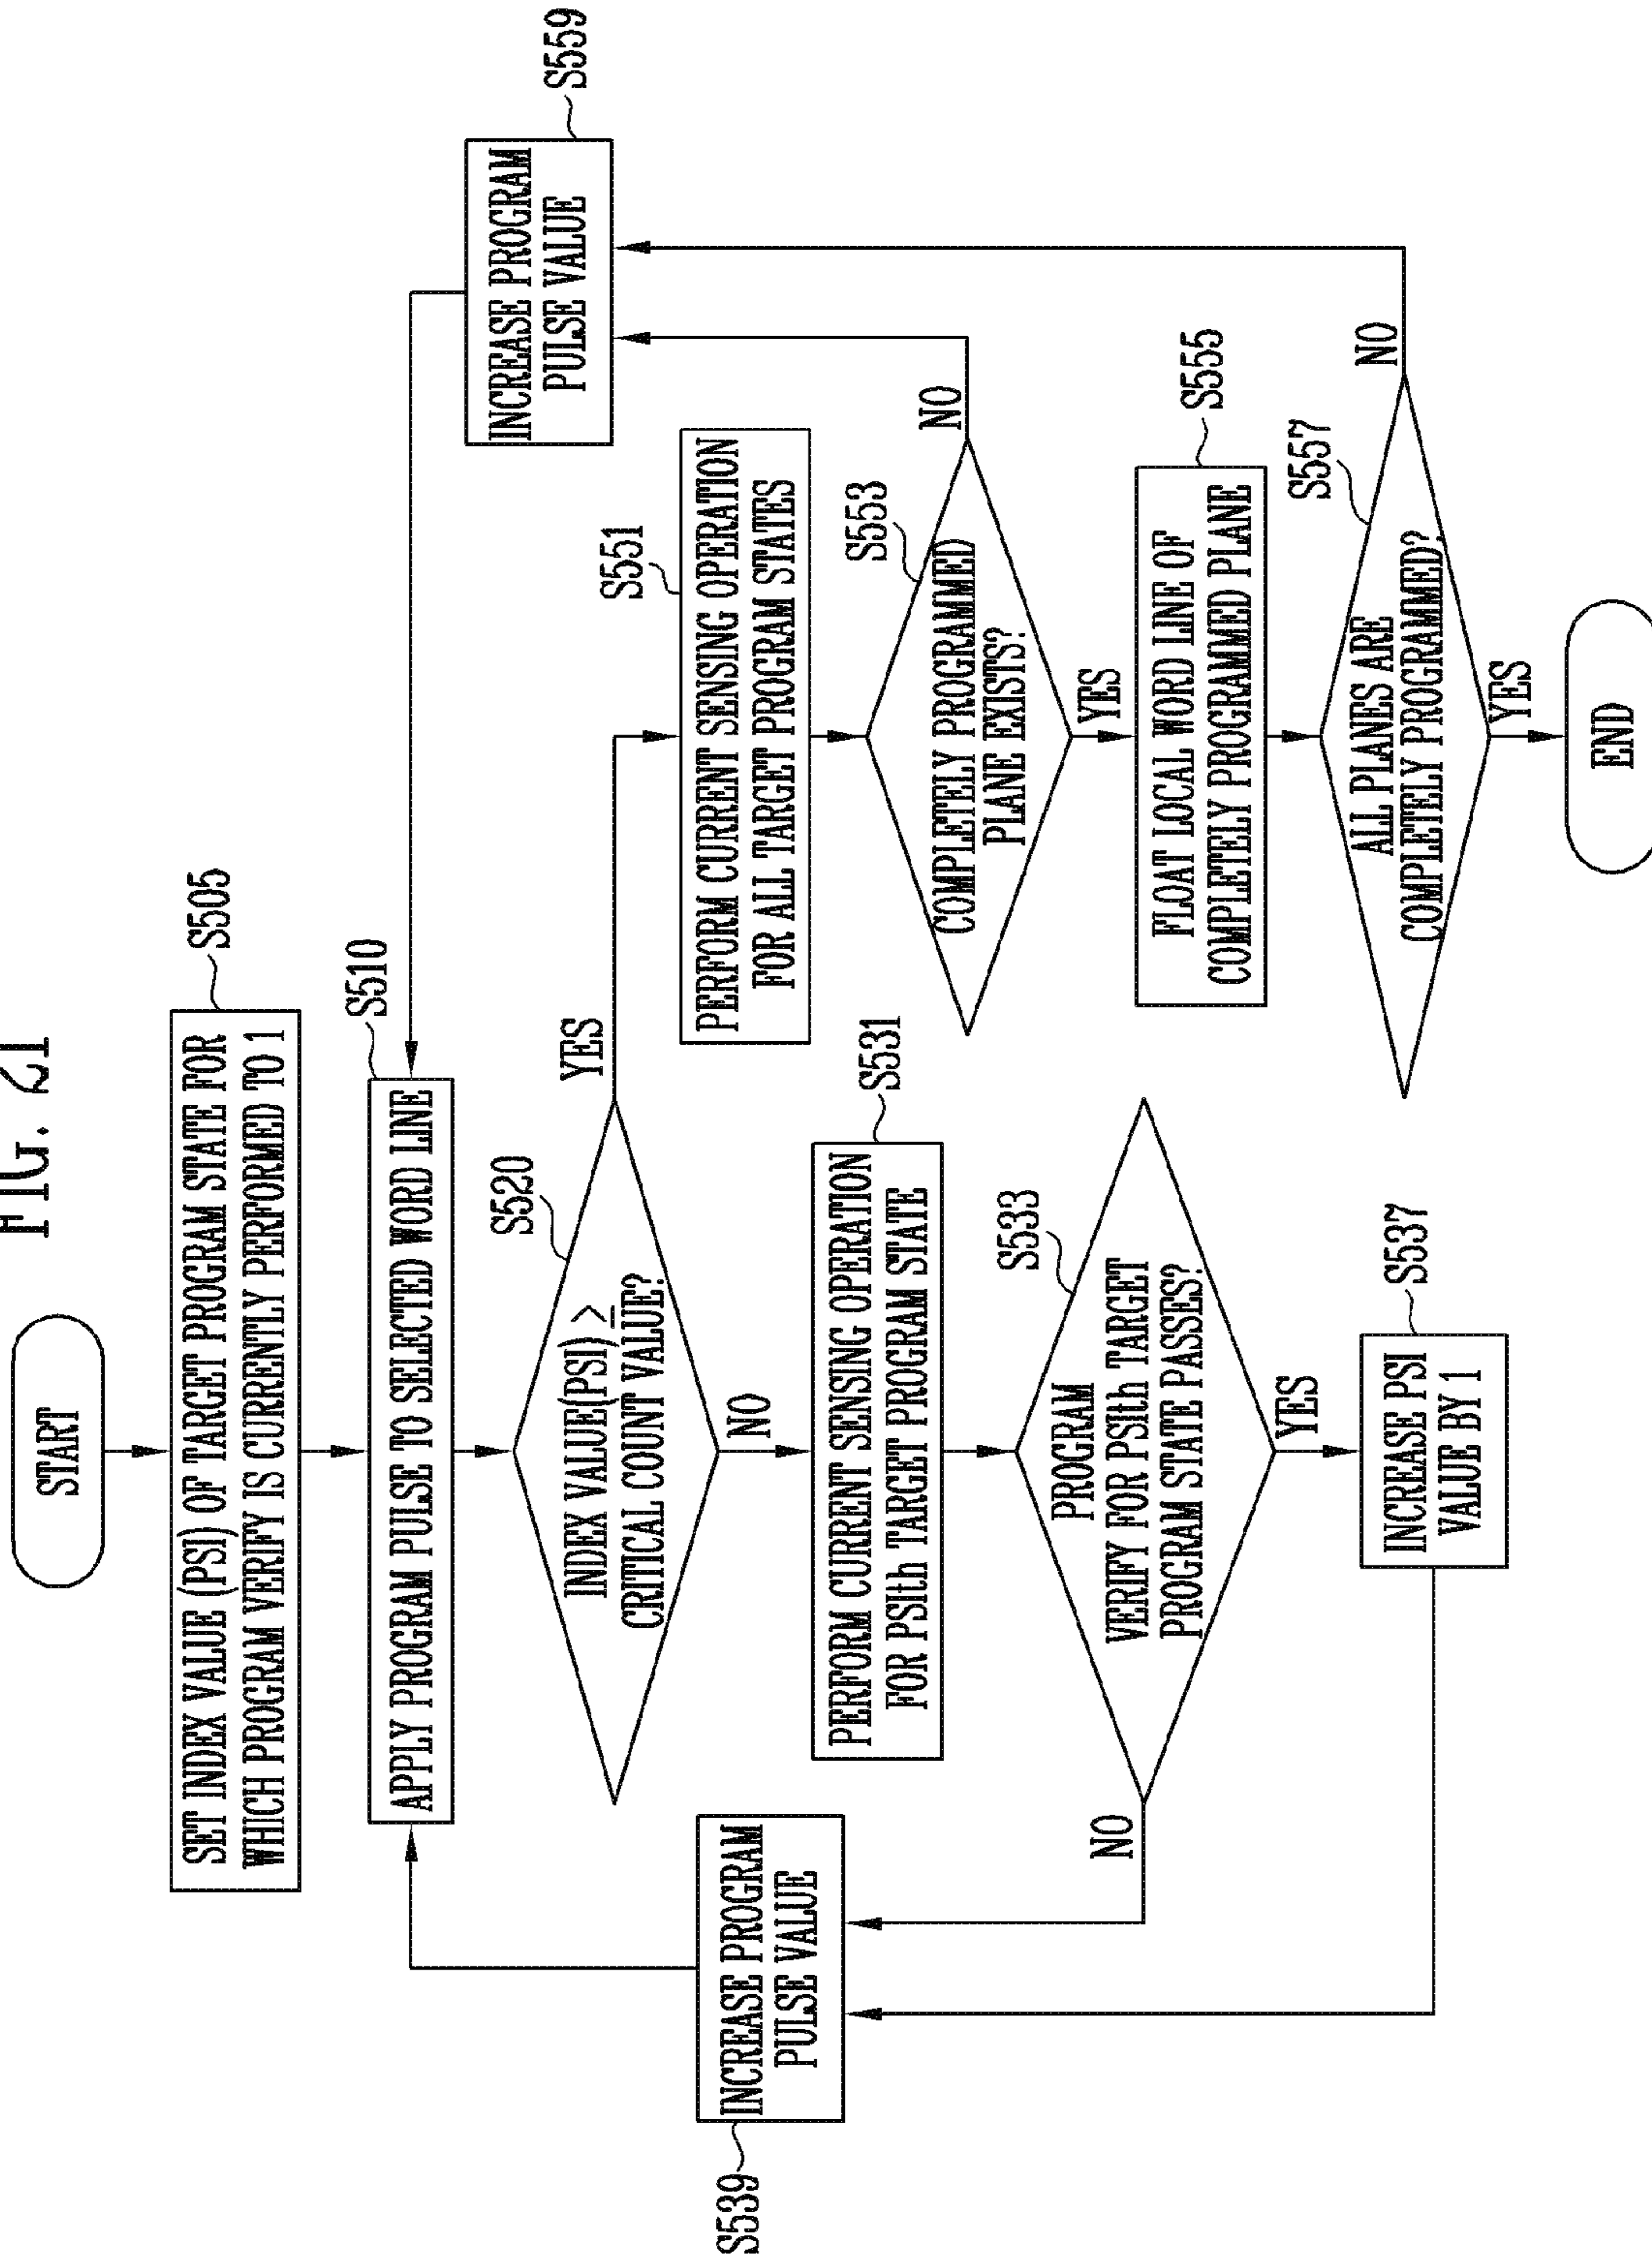 FIG. 21
START
SET INDEX VALUE (PSI) OF TARGET PROGRAM STATE FOR
WHICH PROGRAM VERIFY IS CURRENTLY PERFORMED TO 1
S505
APPLY PROGRAM PULSE TO SELECTED WORD LINE
S510
INDEX VALUE(PSI) ≥
CRITICAL COUNT VALUE?
S520
YES
NO
PERFORM CURRENT SENSING OPERATION
FOR PSIth TARGET PROGRAM STATE
S531
PROGRAM
VERIFY FOR PSIth TARGET
PROGRAM STATE PASSES?
S533
NO
YES
INCREASE PSI
VALUE BY 1
S537
INCREASE PROGRAM
PULSE VALUE
S539
PERFORM CURRENT SENSING OPERATION
FOR ALL TARGET PROGRAM STATES
S551
COMPLETELY PROGRAMMED
PLANE EXISTS?
S553
NO
YES
FLOAT LOCAL WORD LINE OF
COMPLETELY PROGRAMMED PLANE
S555
ALL PLANES ARE
COMPLETELY PROGRAMMED?
S557
NO
YES
INCREASE PROGRAM
PULSE VALUE
S559
END